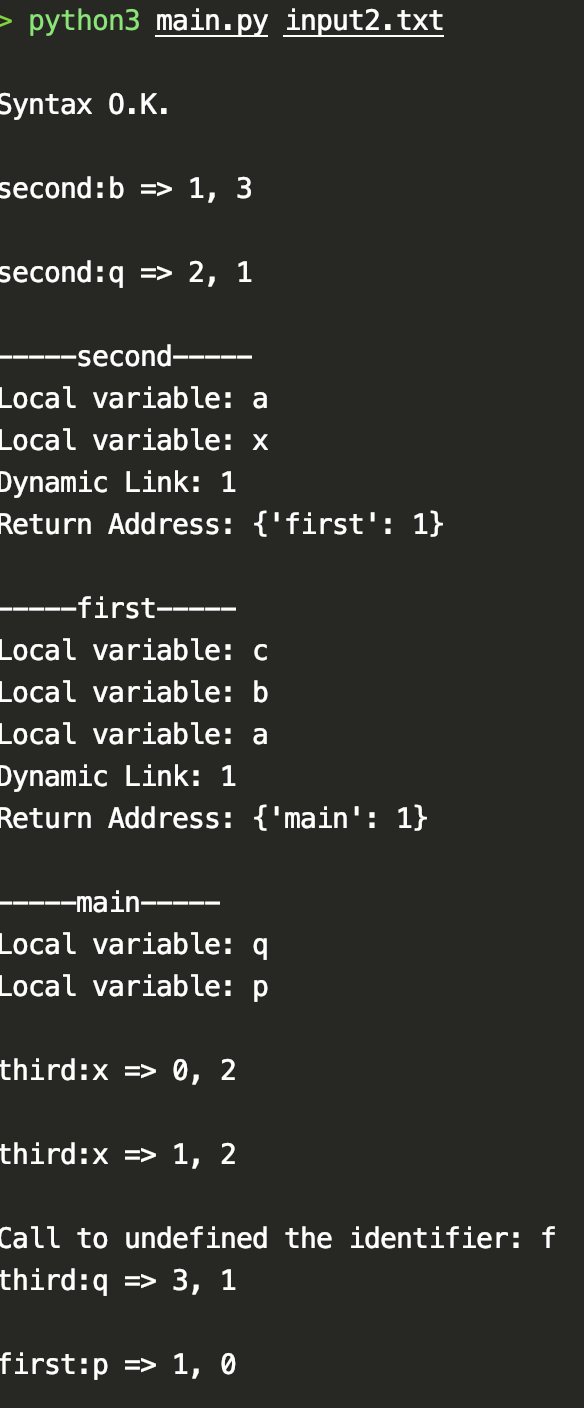 > python3 main.py input2.txt
Syntax O.K.
second:b => 1, 3
second:q => 2, 1
-----second-----
Local variable: a
Local variable: x
Dynamic Link: 1
Return Address: {'first': 1}
-----first-----
Local variable: c
Local variable: b
Local variable: a
Dynamic Link: 1
Return Address: {'main': 1}
-----main-----
Local variable: q
Local variable: p
third:x => 0, 2
third:x => 1, 2
Call to undefined the identifier: f
third:q => 3, 1
first:p => 1, 0